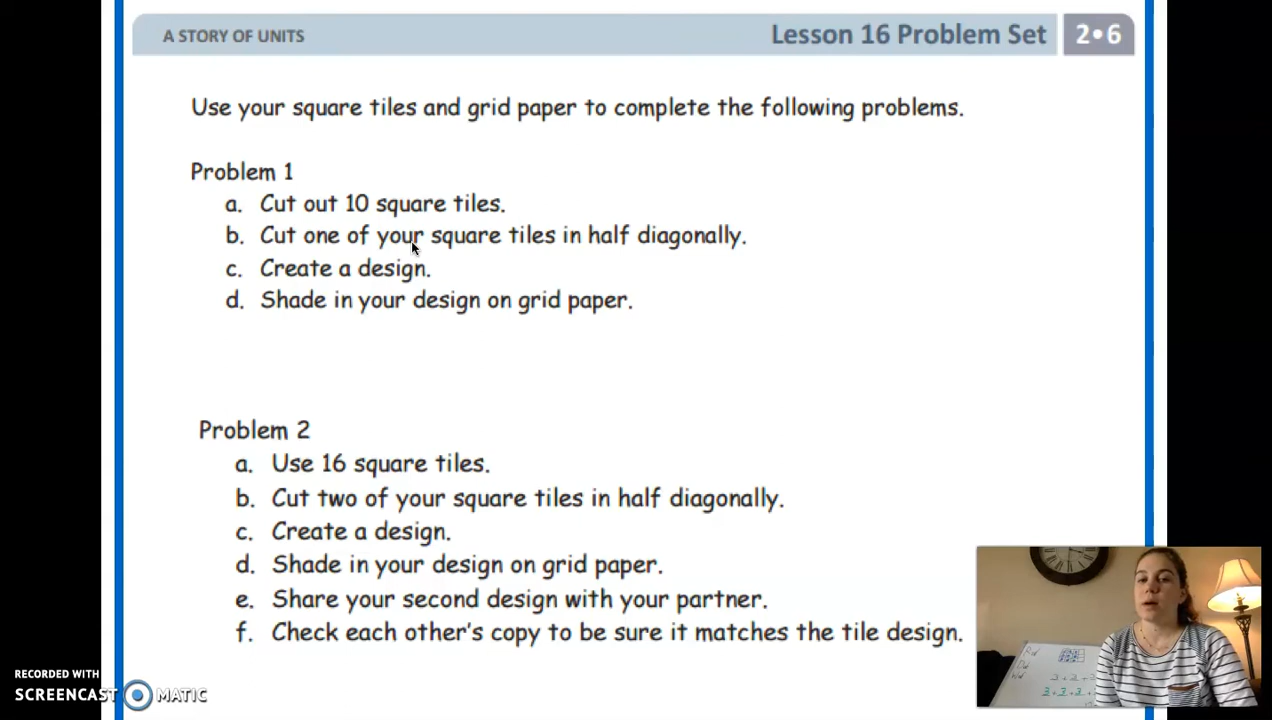 A STORY OF UNITS
Lesson 16 Problem Set
2•6
Use your square tiles and grid paper to complete the following problems.
Problem 1
a. Cut out 10 square tiles.
b. Cut one of your square tiles in half diagonally.
c. Create a design.
d. Shade in your design on grid paper.
Problem 2
a. Use 16 square tiles.
b. Cut two of your square tiles in half diagonally.
c. Create a design.
d. Shade in your design on grid paper.
e. Share your second design with your partner.
f. Check each other's copy to be sure it matches the tile design.
RECORDED WITH
SCREENCAST MATIC